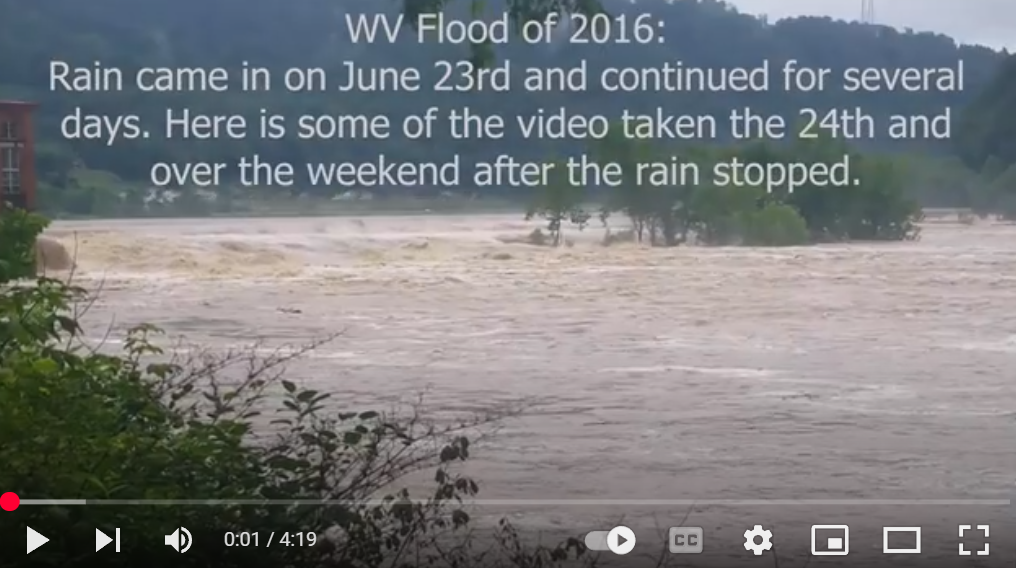 WV Flood of 2016:
Rain came in on June 23rd and continued for several
days. Here is some of the video taken the 24th and
over the weekend after the rain stopped.
0:01 / 4:19
CC